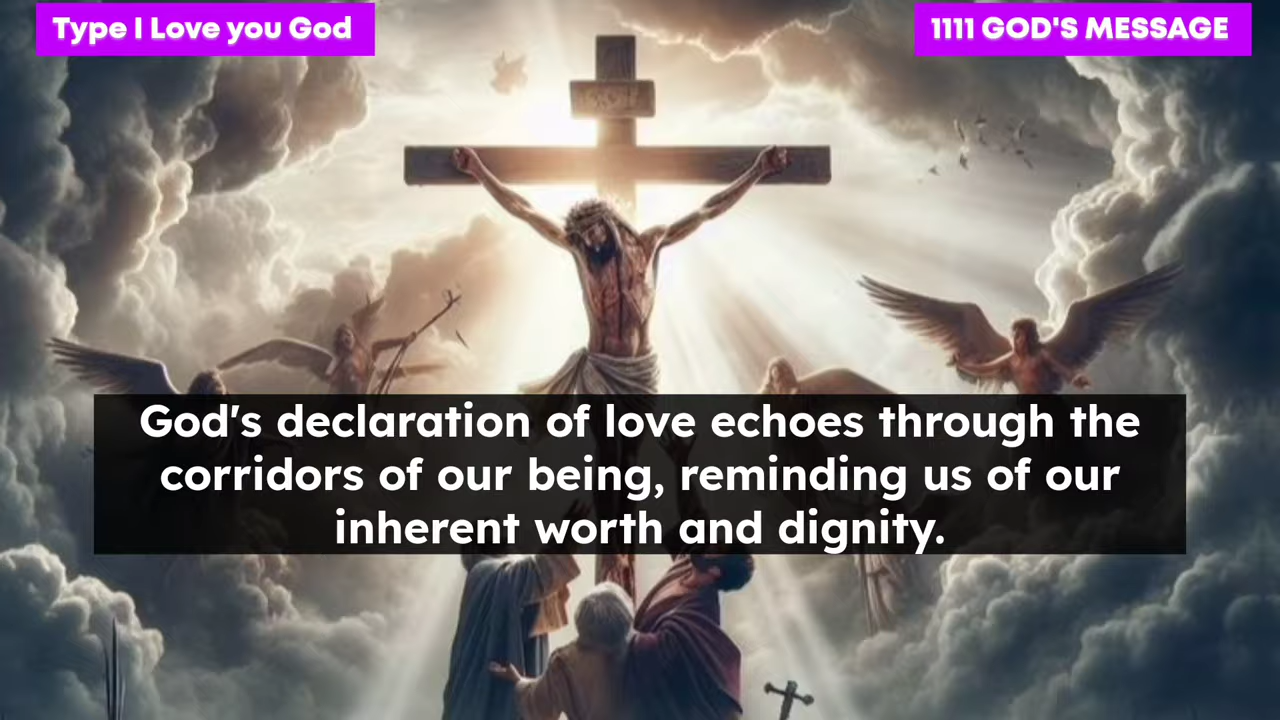 Type I Love you God
1111 GOD'S MESSAGE
God's declaration of love echoes through the
corridors of our being, reminding us of our
inherent worth and dignity.